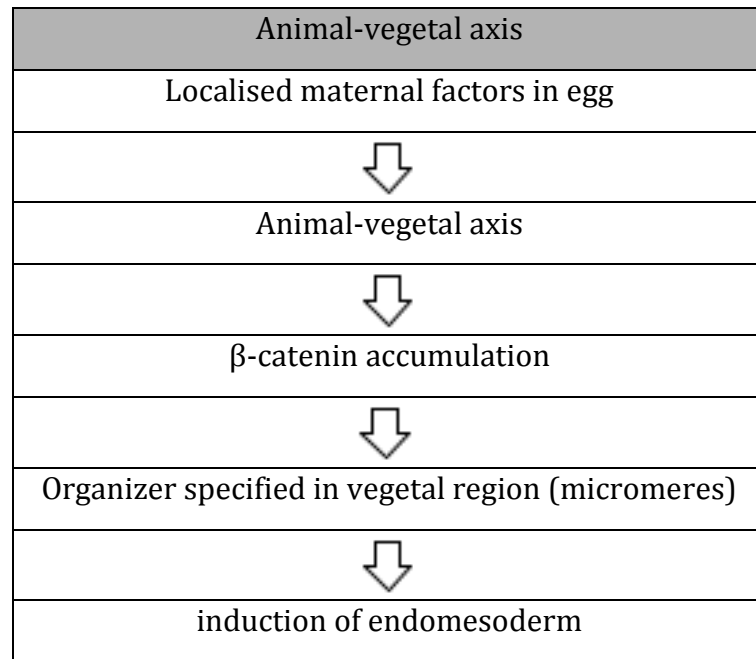 Animal-vegetal axis
Localised maternal factors in egg
Animal-vegetal axis
β-catenin accumulation
Organizer specified in vegetal region (micromeres)
induction of endomesoderm